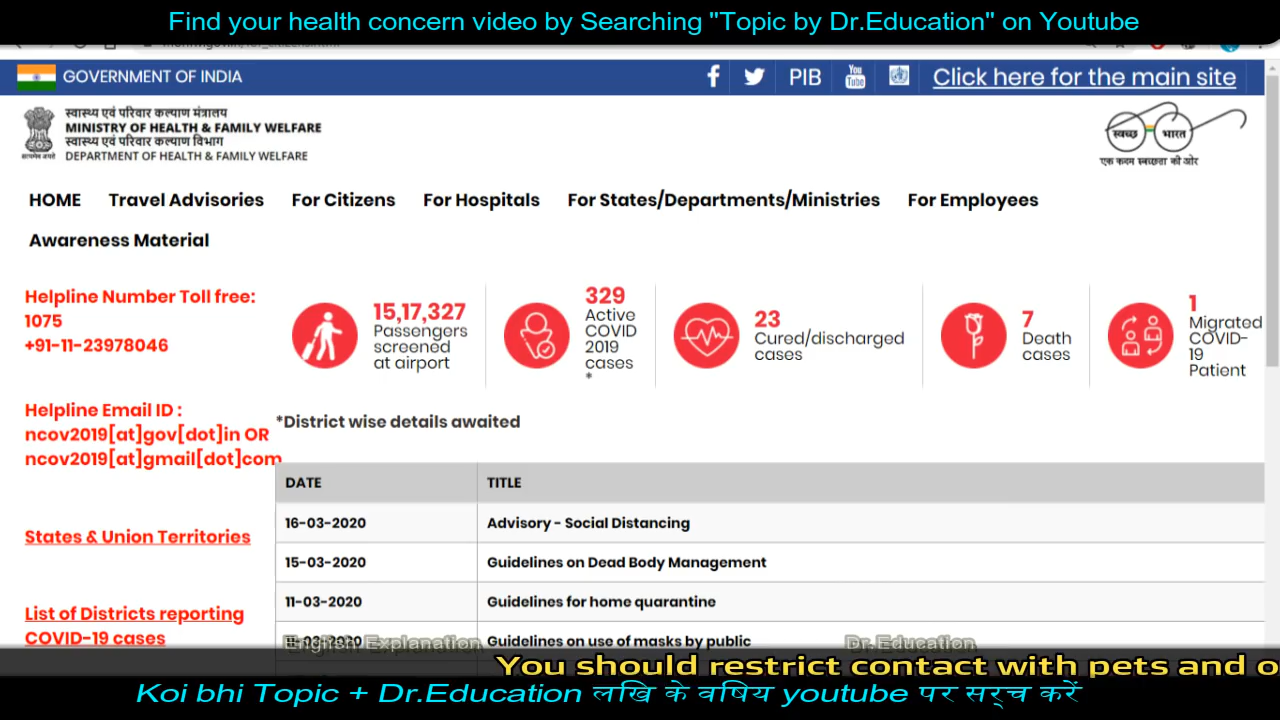 Find your health concern video by Searching "Topic by Dr.Education" on Youtube
GOVERNMENT OF INDIA
PIB
You Tube
Click here for the main site
स्वास्थ्य एवं परिवार कल्याण मंत्रालय
MINISTRY OF HEALTH & FAMILY WELFARE
स्वास्थ्य एवं परिवार कल्याण विभाग
DEPARTMENT OF HEALTH & FAMILY WELFARE
सत्यमेव जयते
स्वच्छ भारत
एक कदम स्वच्छता की ओर
HOME Travel Advisories For Citizens For Hospitals For States/Departments/Ministries For Employees
Awareness Material
Helpline Number Toll free:
1075
+91-11-23978046
15,17,327
Passengers
screened
at airport
329
Active
COVID
2019
cases
*
23
Cured/discharged
cases
7
Death
cases
1
Migrated
COVID-
19
Patient
Helpline Email ID :
ncov2019[at]gov[dot]in OR
ncov2019[at]gmail[dot]com
*District wise details awaited
DATE TITLE
16-03-2020 Advisory - Social Distancing
15-03-2020 Guidelines on Dead Body Management
11-03-2020 Guidelines for home quarantine
11-03-2020 Guidelines on use of masks by public
States & Union Territories
List of Districts reporting
COVID-19 cases
English Explanation
Dr.Education
You should restrict contact with pets and o
Koi bhi Topic + Dr.Education लिख के विषय youtube पर सर्च करें